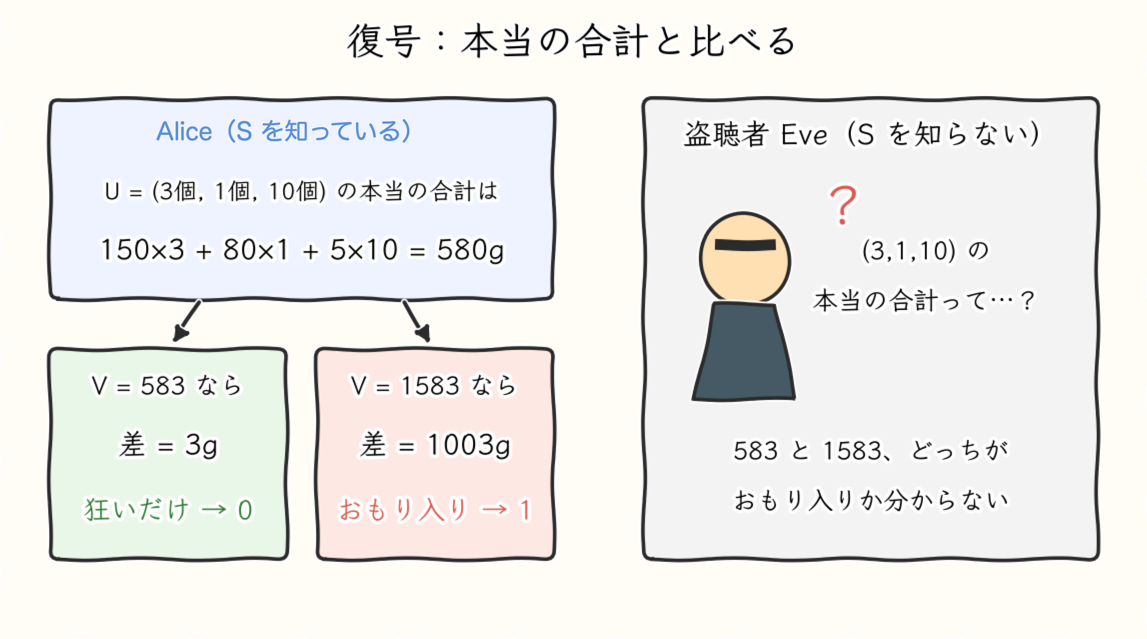 復号：本当の合計と比べる
Alice（S を知っている）
U = (3個, 1個, 10個) の本当の合計は
150×3 + 80×1 + 5×10 = 580g
V = 583 なら
差 = 3g
狂いだけ → 0
V = 1583 なら
差 = 1003g
おもり入り → 1
盗聴者 Eve（S を知らない）
?
(3,1,10) の
本当の合計って…？
583 と 1583、どっちが
おもり入りか分からない